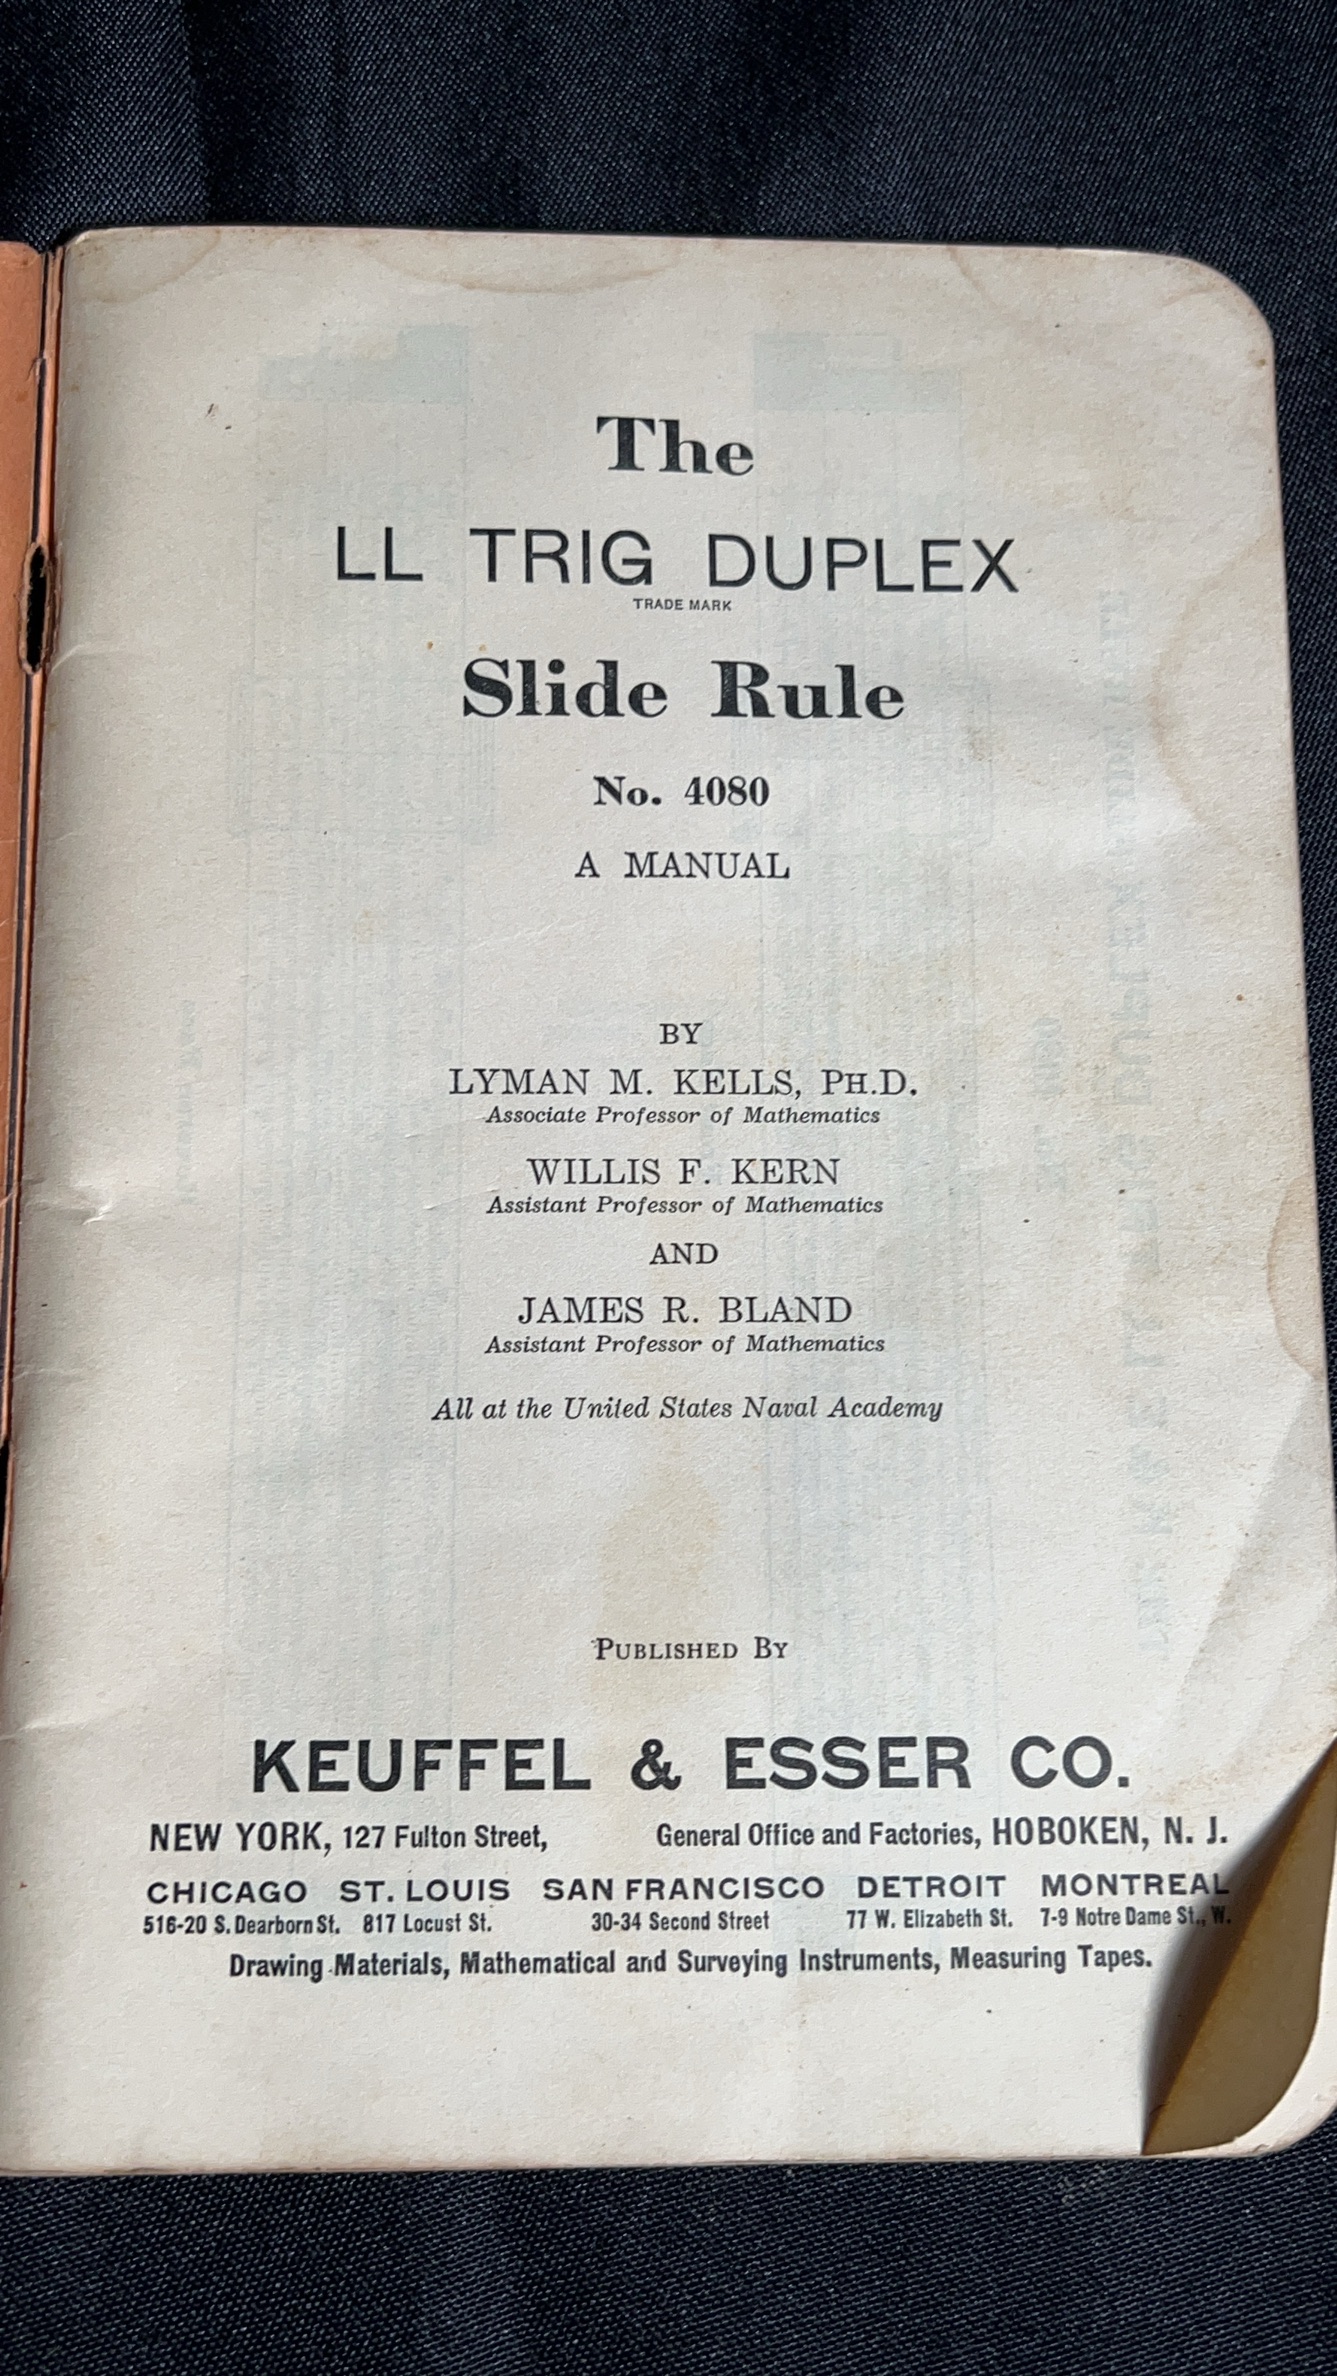 The
LL TRIG DUPLEX
TRADE MARK
Slide Rule
No. 4080
A MANUAL
BY
LYMAN M. KELLS, PH.D.
Associate Professor of Mathematics
WILLIS F. KERN
Assistant Professor of Mathematics
AND
JAMES R. BLAND
Assistant Professor of Mathematics
All at the United States Naval Academy
PUBLISHED BY
KEUFFEL & ESSER CO.
NEW YORK, 127 Fulton Street, General Office and Factories, HOBOKEN, N. J.
CHICAGO ST. LOUIS SAN FRANCISCO DETROIT MONTREAL
516-20 S. Dearborn St. 817 Locust St. 30-34 Second Street 77 W. Elizabeth St. 7-9 Notre Dame St., W.
Drawing Materials, Mathematical and Surveying Instruments, Measuring Tapes.